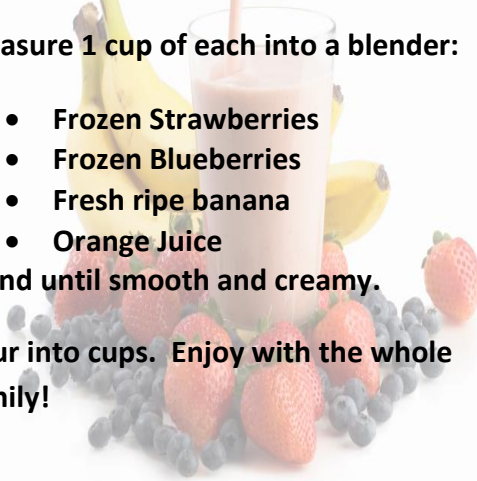 asure 1 cup of each into a blender:
• Frozen Strawberries
• Frozen Blueberries
• Fresh ripe banana
• Orange Juice
nd until smooth and creamy.
ur into cups.  Enjoy with the whole
mily!